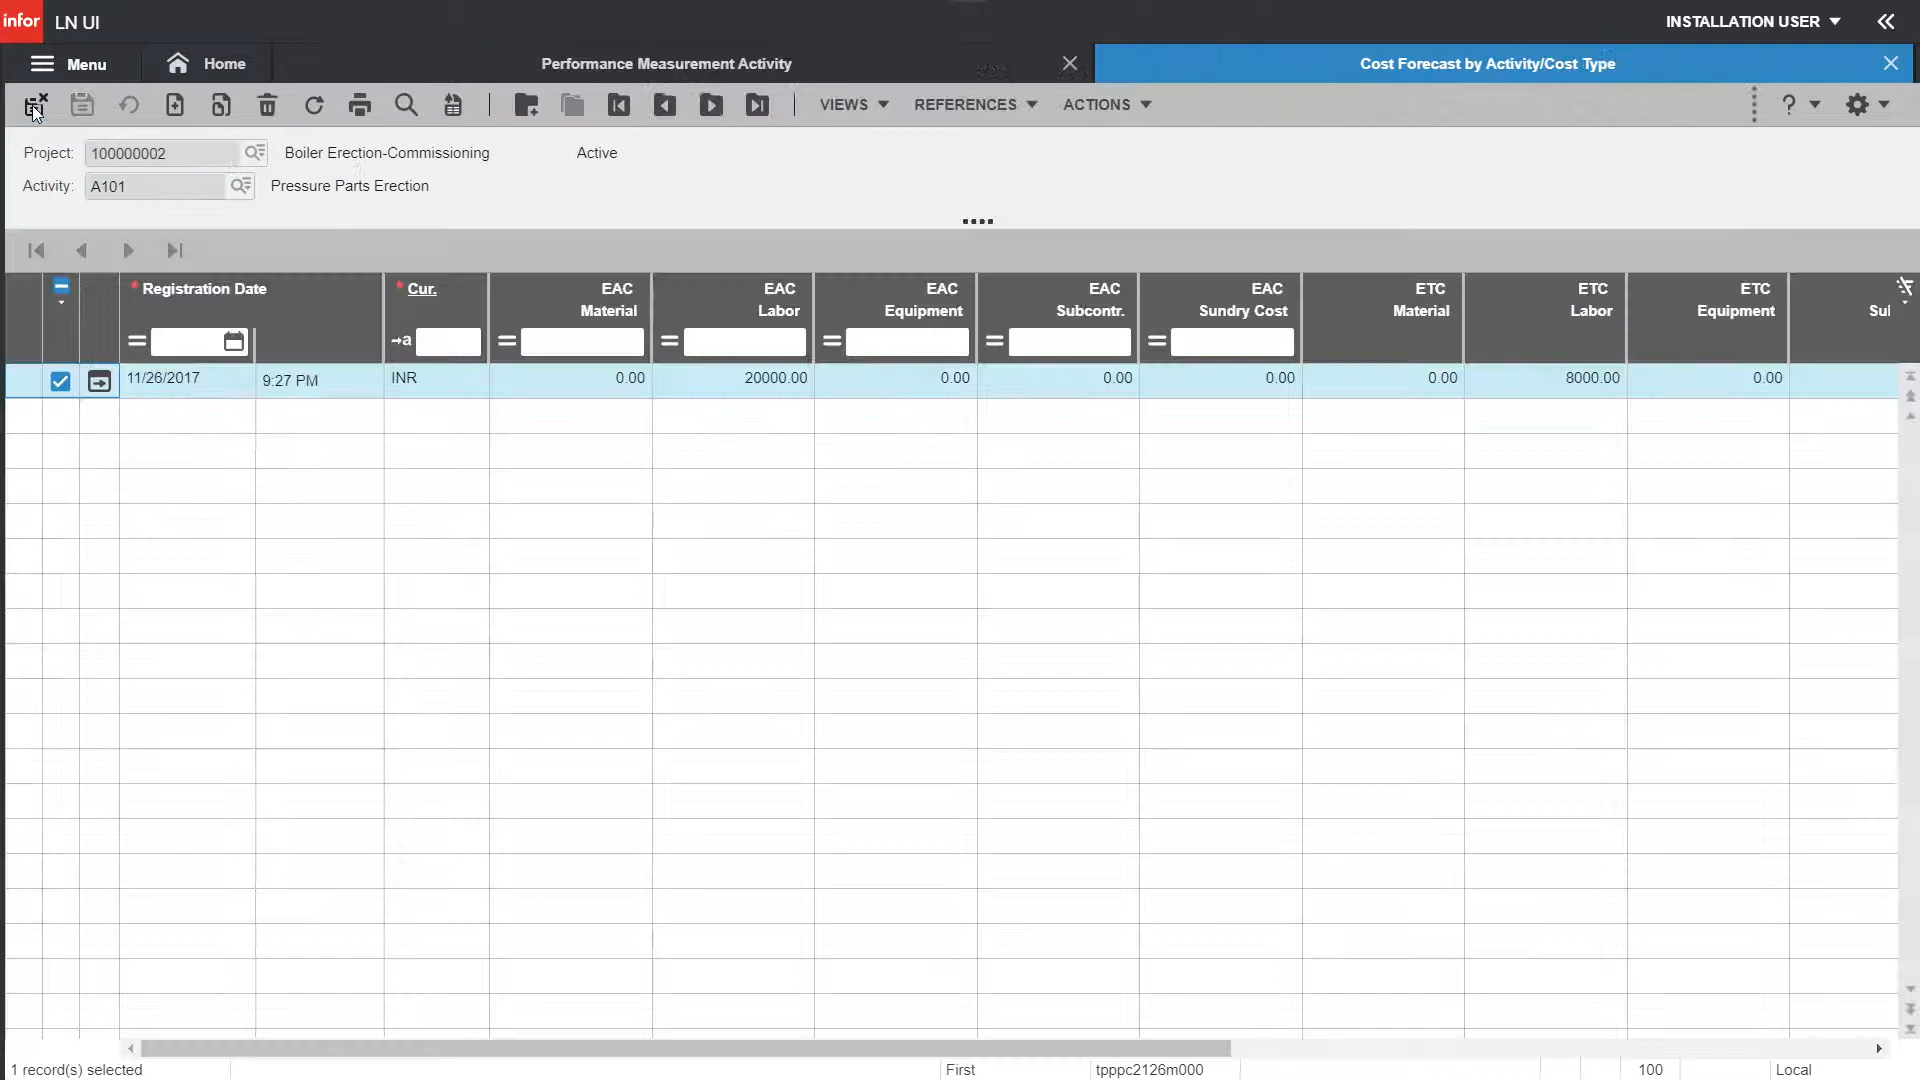 infor LN UI INSTALLATION USER
Menu Home Performance Measurement Activity Cost Forecast by Activity/Cost Type
VIEWS REFERENCES ACTIONS ?
Project: 100000002 Boiler Erection-Commissioning Active
Activity: A101 Pressure Parts Erection
* Registration Date * Cur. EAC EAC EAC EAC EAC ETC ETC ETC
Material Labor Equipment Subcontr. Sundry Cost Material Labor Equipment Sul
= →a = = = = =
11/26/2017 9:27 PM INR 0.00 20000.00 0.00 0.00 0.00 0.00 8000.00 0.00
1 record(s) selected First tpppc2126m000 100 Local